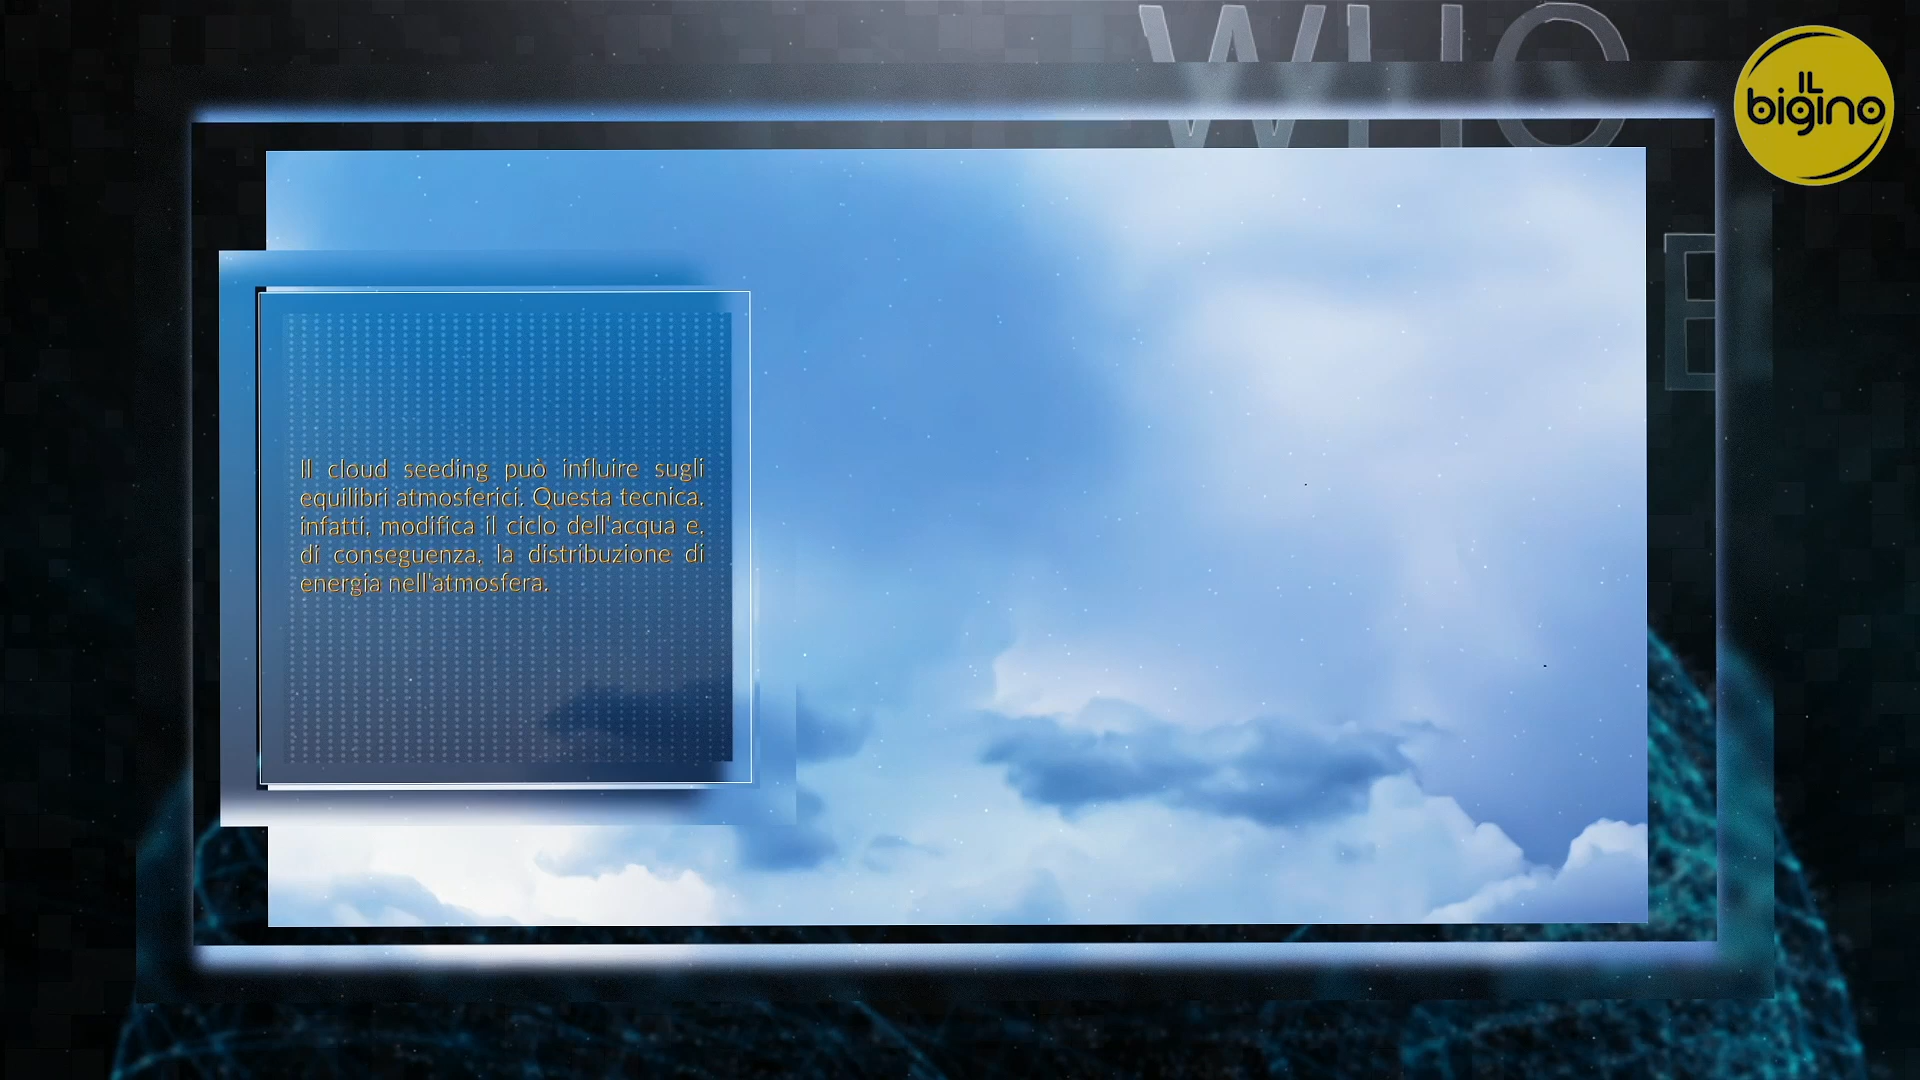 IL
bigino
Il cloud seeding può influire sugli
equilibri atmosferici. Questa tecnica,
infatti, modifica il ciclo dell'acqua e,
di conseguenza, la distribuzione di
energia nell'atmosfera.